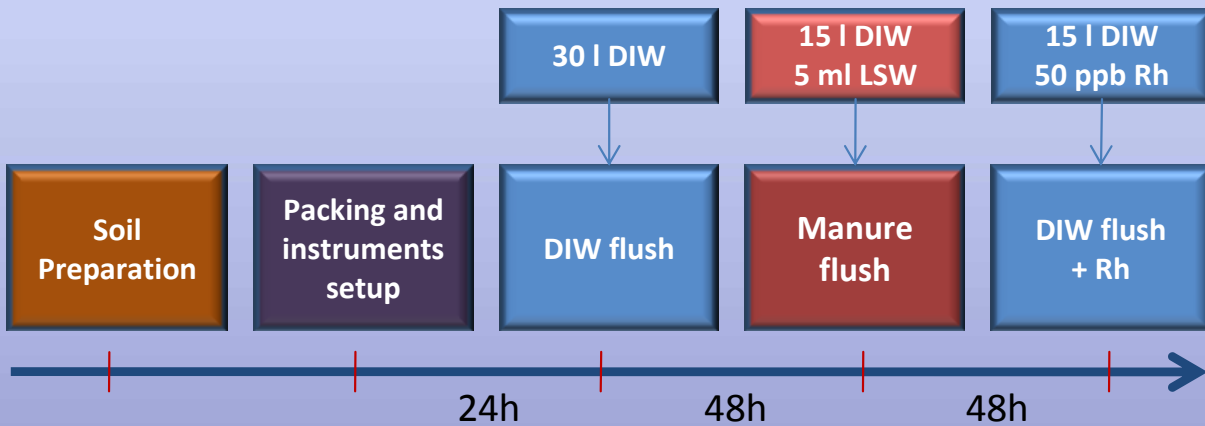 30 l DIW
15 l DIW
5 ml LSW
15 l DIW
50 ppb Rh
Soil
Preparation
Packing and
instruments
setup
DIW flush
Manure
flush
DIW flush
+ Rh
24h
48h
48h